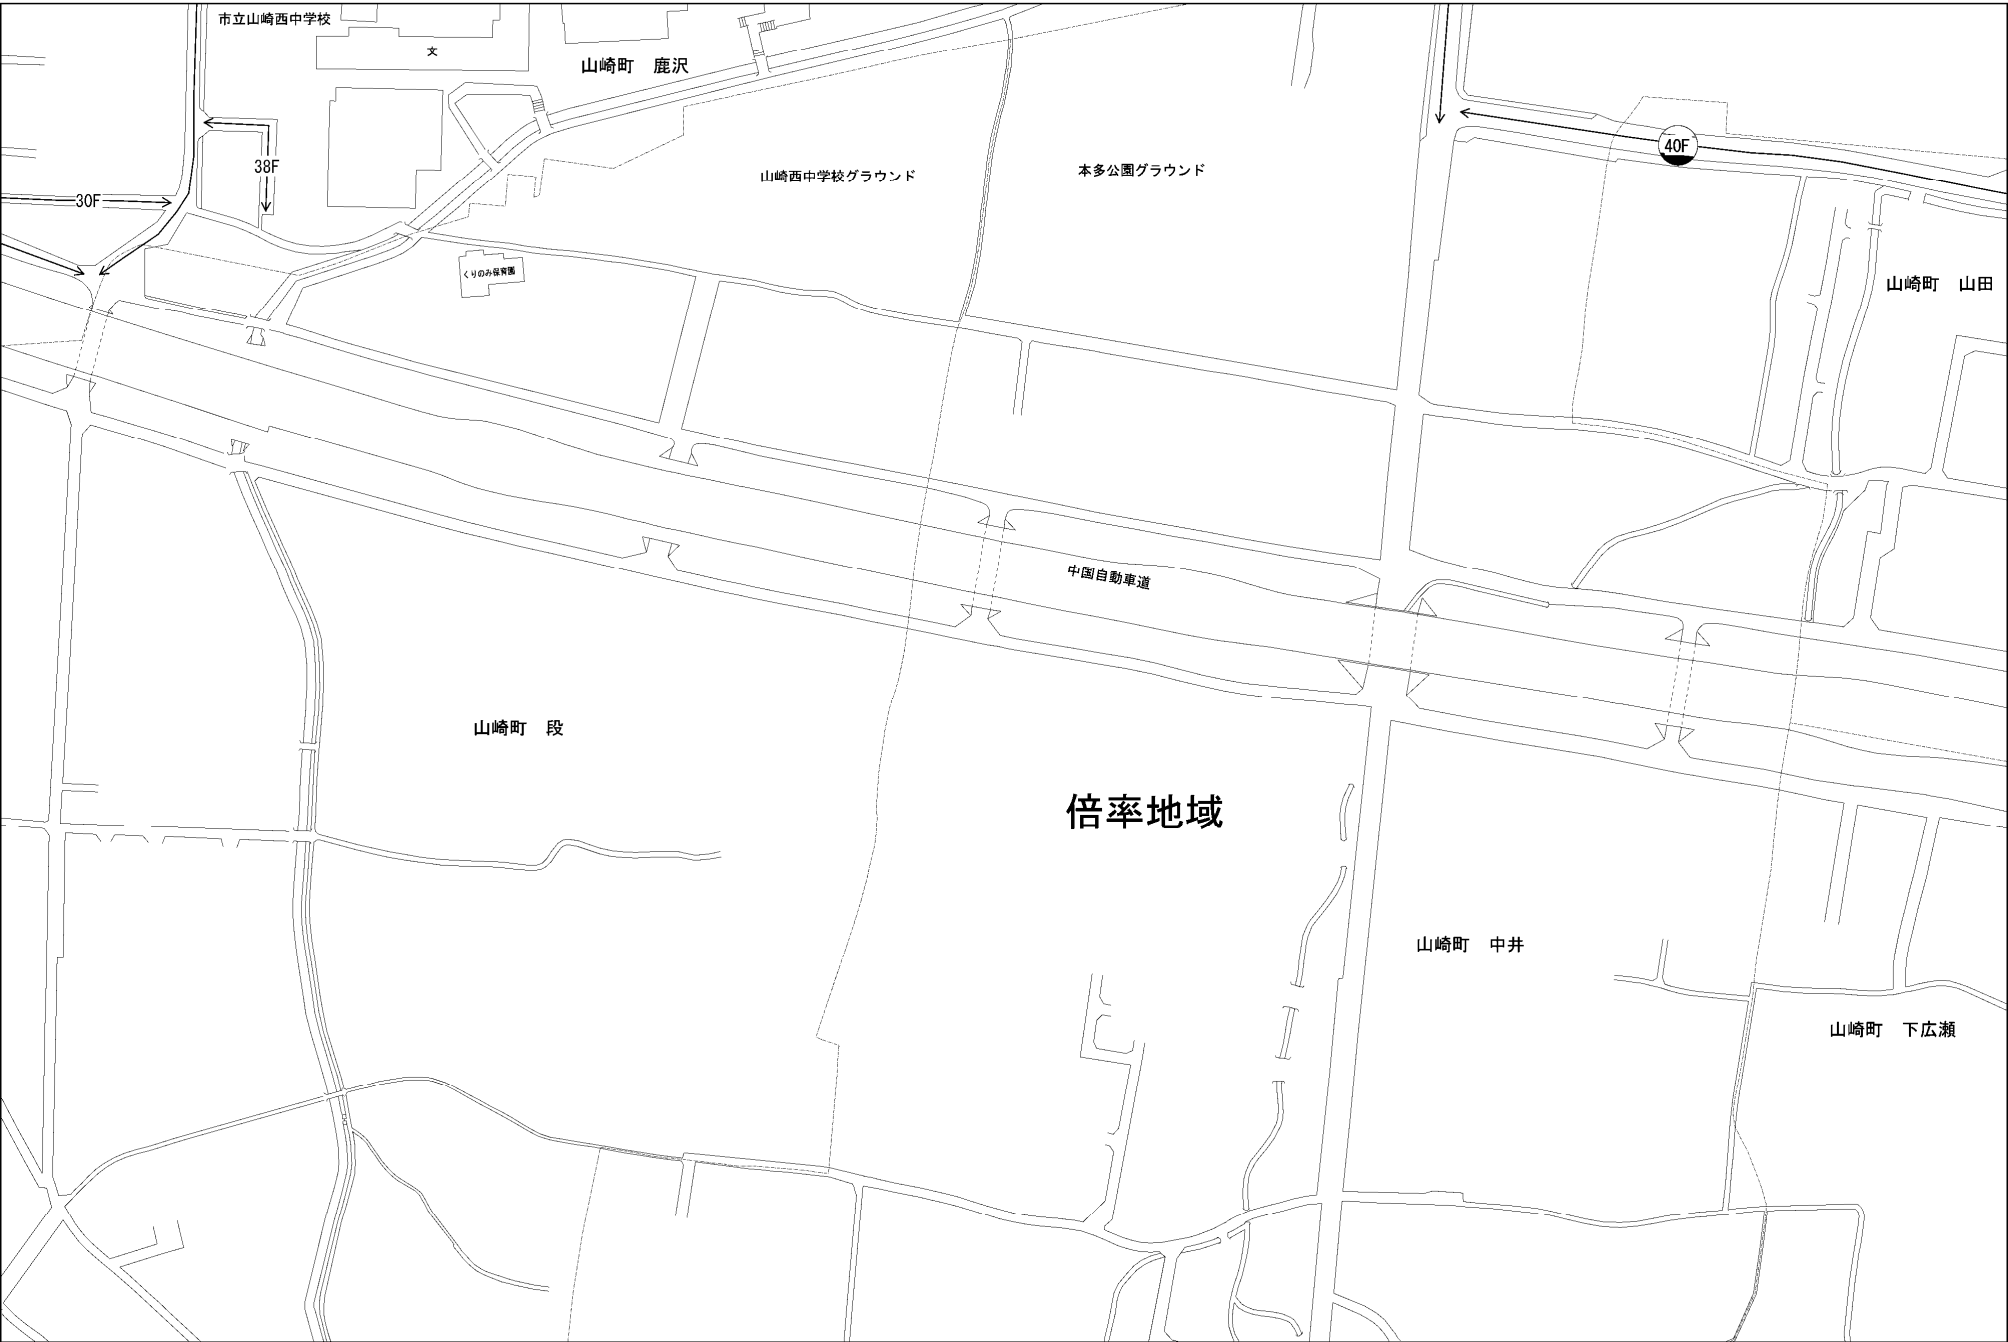 市立山崎西中学校
文
山崎町　鹿沢
38F
30F
40F
山崎西中学校グラウンド
本多公園グラウンド
くりのみ保育園
山崎町　山田
中国自動車道
山崎町　段
倍率地域
山崎町　中井
山崎町　下広瀬